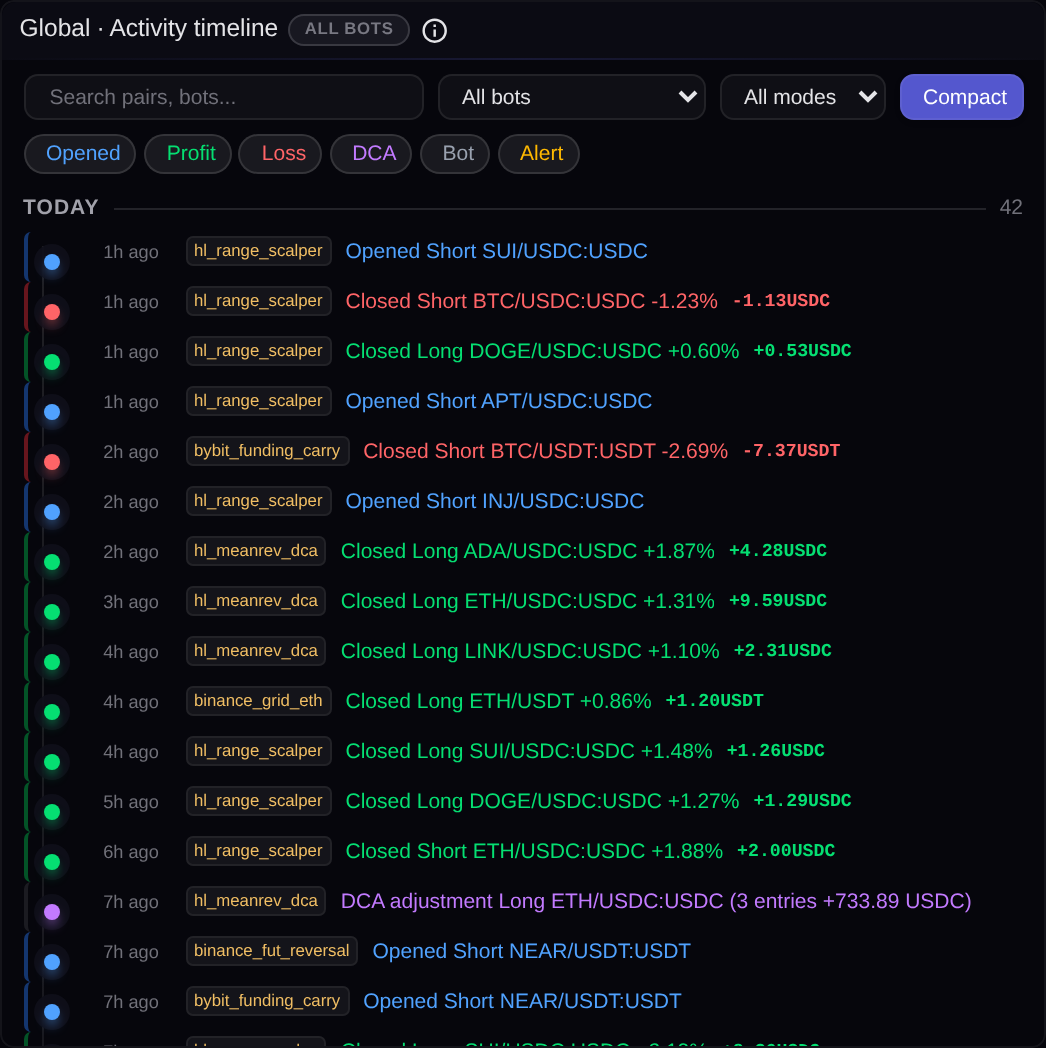 Global · Activity timeline ALL BOTS
Search pairs, bots... All bots All modes Compact
Opened Profit Loss DCA Bot Alert
TODAY 42
1h ago hl_range_scalper Opened Short SUI/USDC:USDC
1h ago hl_range_scalper Closed Short BTC/USDC:USDC -1.23% -1.13USDC
1h ago hl_range_scalper Closed Long DOGE/USDC:USDC +0.60% +0.53USDC
1h ago hl_range_scalper Opened Short APT/USDC:USDC
2h ago bybit_funding_carry Closed Short BTC/USDT:USDT -2.69% -7.37USDT
2h ago hl_range_scalper Opened Short INJ/USDC:USDC
2h ago hl_meanrev_dca Closed Long ADA/USDC:USDC +1.87% +4.28USDC
3h ago hl_meanrev_dca Closed Long ETH/USDC:USDC +1.31% +9.59USDC
4h ago hl_meanrev_dca Closed Long LINK/USDC:USDC +1.10% +2.31USDC
4h ago binance_grid_eth Closed Long ETH/USDT +0.86% +1.20USDT
4h ago hl_range_scalper Closed Long SUI/USDC:USDC +1.48% +1.26USDC
5h ago hl_range_scalper Closed Long DOGE/USDC:USDC +1.27% +1.29USDC
6h ago hl_range_scalper Closed Short ETH/USDC:USDC +1.88% +2.00USDC
7h ago hl_meanrev_dca DCA adjustment Long ETH/USDC:USDC (3 entries +733.89 USDC)
7h ago binance_fut_reversal Opened Short NEAR/USDT:USDT
7h ago bybit_funding_carry Opened Short NEAR/USDT:USDT